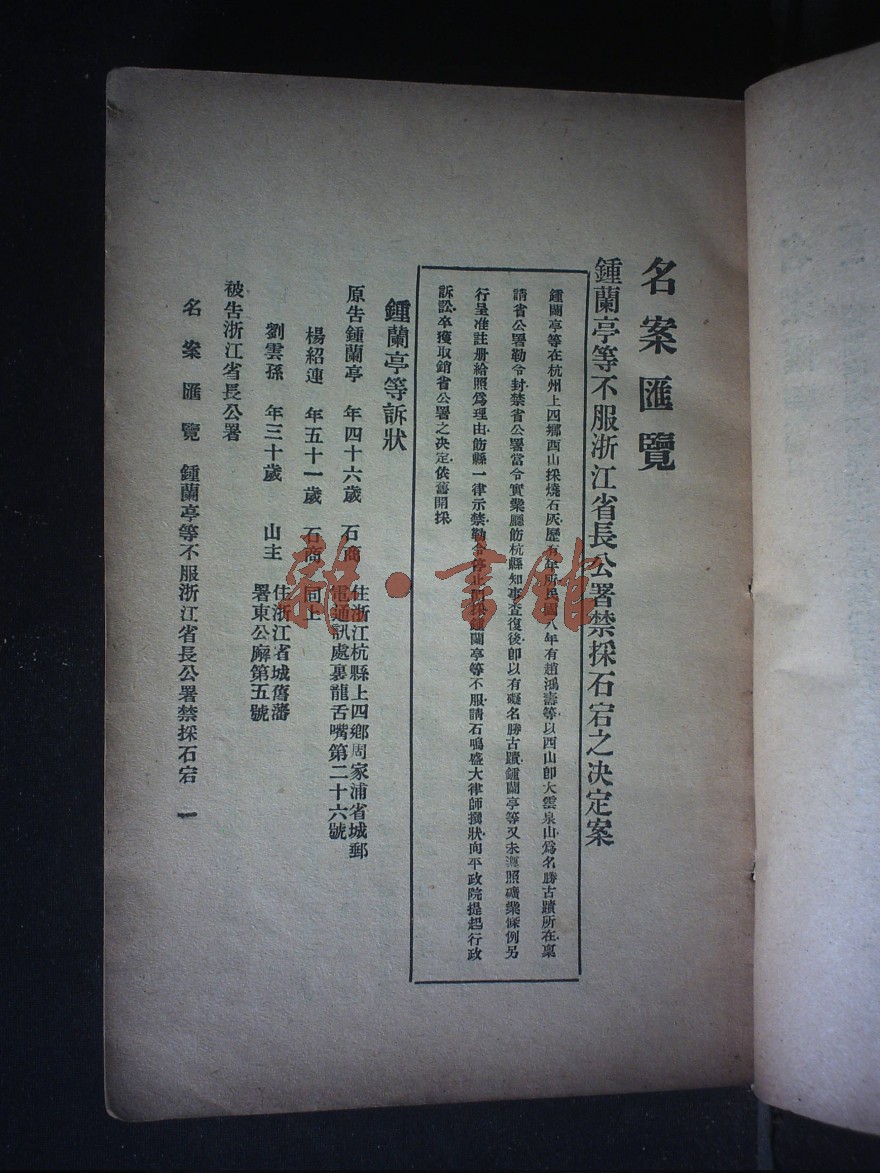 名案匯覽
鍾蘭亭等不服浙江省長公署禁採石宕之決定案
鍾蘭亭等在杭州上四鄉西山採燒石灰歷有年所民國八年有趙鴻壽等以西山卽大雲泉山爲名勝古蹟所在稟
請省公署勒令封禁省公署當令實業廳飭杭縣知事查復後卽以有礙名勝古蹟鍾蘭亭等又未遵照礦業條例另
行呈准註册給照爲理由飭縣一律示禁勒令停止開採鍾蘭亭等不服請石鳴盛大律師撰狀向平政院提起行政
訴訟卒獲取銷省公署之決定依舊開採
鍾蘭亭等訴狀
原告鍾蘭亭 年四十六歲 石商 住浙江杭縣上四鄉周家浦省城郵
電通訊處裏龍舌嘴第二十六號
楊紹連 年五十一歲 石商 同上
劉雲孫 年三十歲 山主 住浙江省城舊藩
署東公廨第五號
被告浙江省長公署
名案匯覽 鍾蘭亭等不服浙江省長公署禁採石宕 一
書館